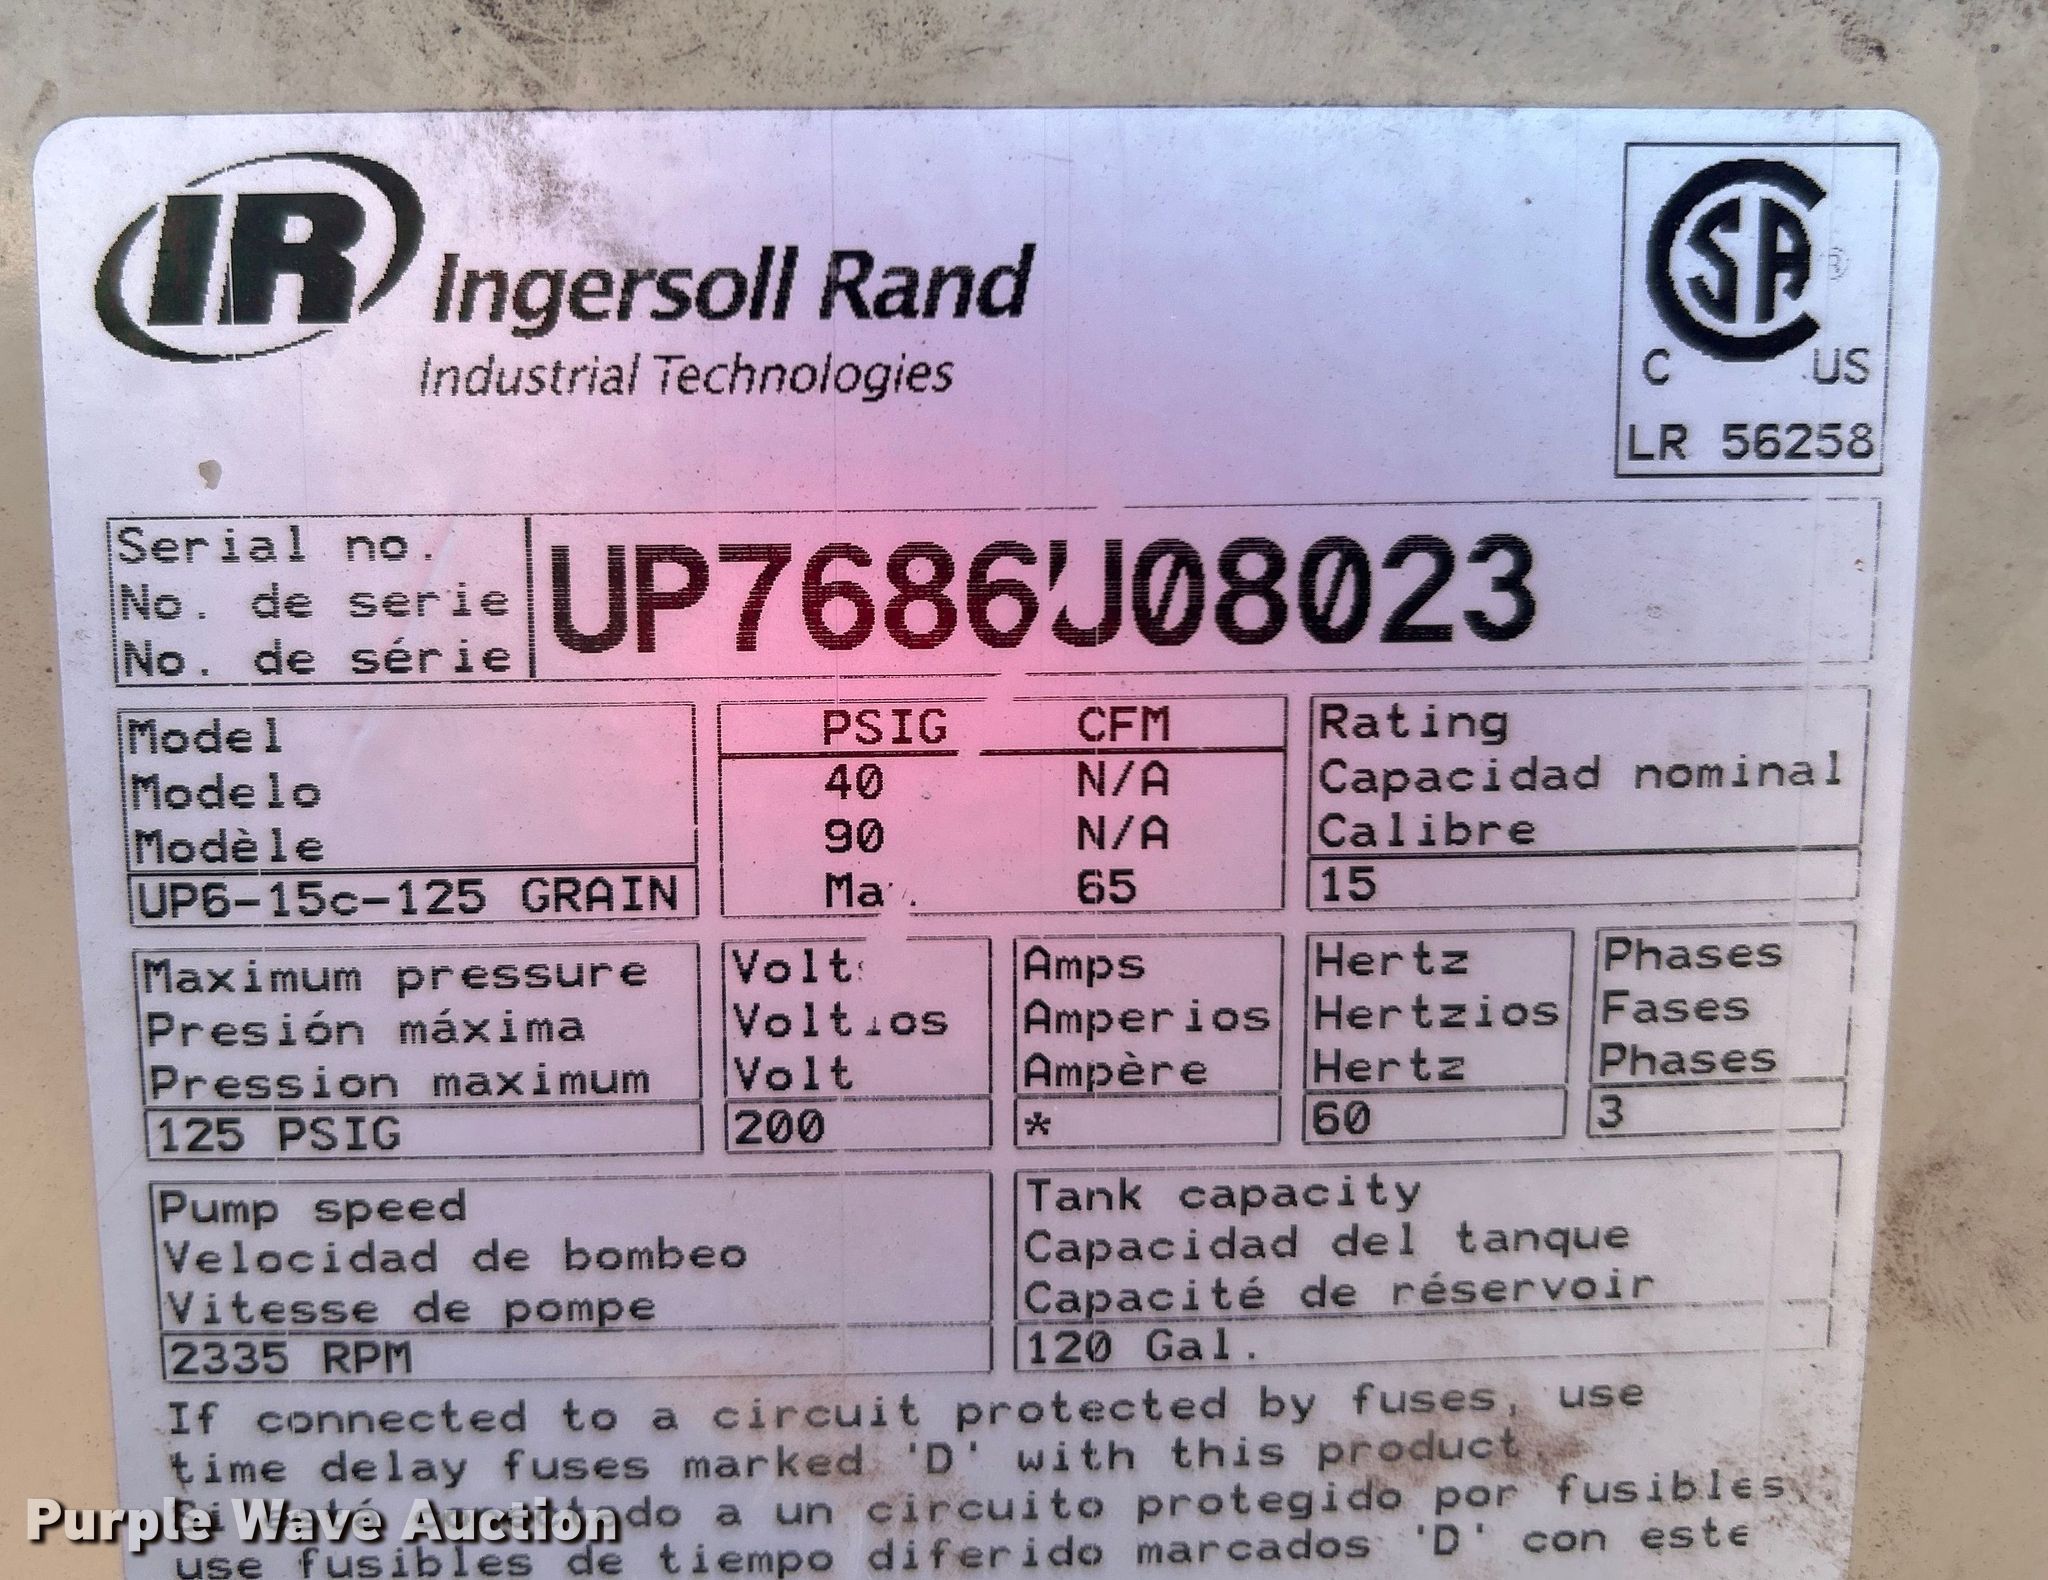 IR Ingersoll Rand
Industrial Technologies
CSA ®
C US
LR 56258
Serial no.
No. de serie
No. de série
UP7686U08023
Model
Modelo
Modèle
UP6-15c-125 GRAIN
PSIG CFM
40 N/A
90 N/A
65
Rating
Capacidad nominal
Calibre
15
Maximum pressure
Presión máxima
Pression maximum
125 PSIG
Volts
Voltios
Volt
200
Amps
Amperios
Ampère
*
Hertz
Hertzios
Hertz
60
Phases
Fases
Phases
3
Pump speed
Velocidad de bombeo
Vitesse de pompe
2335 RPM
Tank capacity
Capacidad del tanque
Capacité de réservoir
120 Gal.
If connected to a circuit protected by fuses, use
time delay fuses marked 'D' with this product.
a un circuito protegido por fusibles,
use fusibles de tiempo diferido marcados 'D' con este
Purple Wave Auction